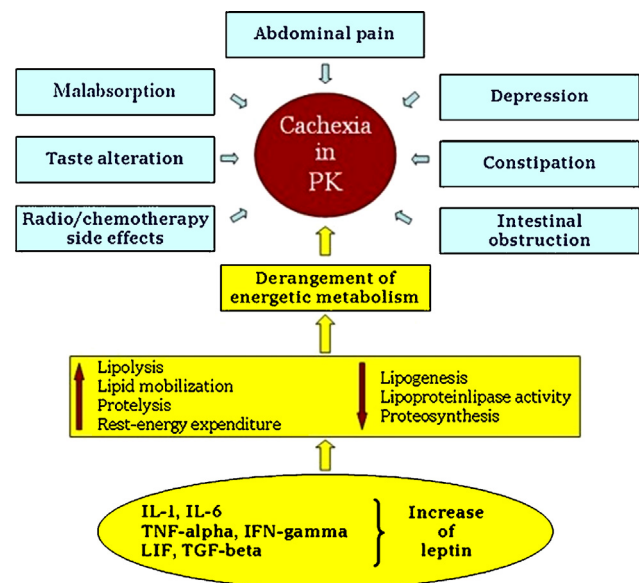 Abdominal pain
Malabsorption
Taste alteration
Radio/chemotherapy
side effects
Cachexia
in
PK
Depression
Constipation
Intestinal
obstruction
Derangement of
energetic metabolism
Lipolysis
Lipid mobilization
Protelysis
Rest-energy expenditure
Lipogenesis
Lipoproteinlipase activity
Proteosynthesis
IL-1, IL-6
TNF-alpha, IFN-gamma
LIF, TGF-beta
Increase
of
leptin